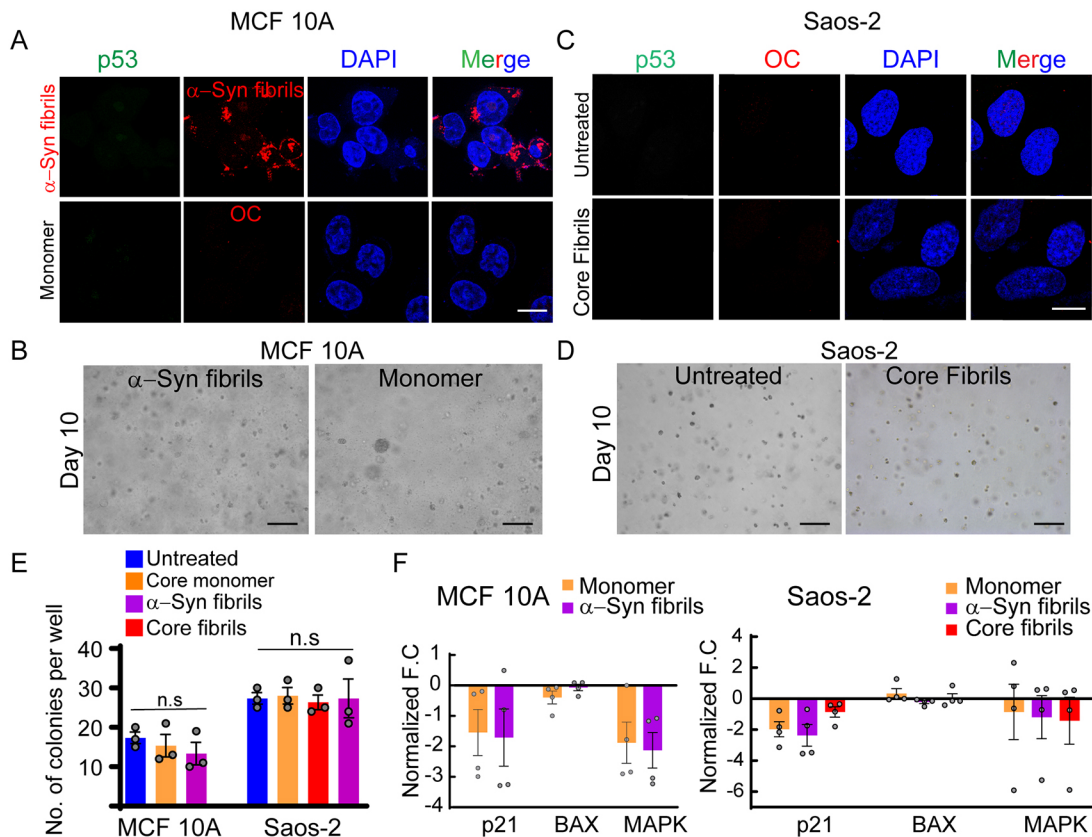 MCF 10A
A
p53
DAPI
Merge
α−Syn fibrils
α−Syn fibrils
Monomer
OC
Saos-2
C
p53
OC
DAPI
Merge
Untreated
Core Fibrils
B
MCF 10A
Day 10
α−Syn fibrils
Monomer
D
Saos-2
Day 10
Untreated
Core Fibrils
E
Untreated
Core monomer
α−Syn fibrils
Core fibrils
No. of colonies per well
40
30
20
10
n.s
n.s
MCF 10A
Saos-2
F
MCF 10A
Monomer
α−Syn fibrils
Normalized F.C
0
-1
-2
-3
-4
p21
BAX
MAPK
Saos-2
Monomer
α−Syn fibrils
Core fibrils
Normalized F.C
4
2
0
-2
-4
-6
p21
BAX
MAPK